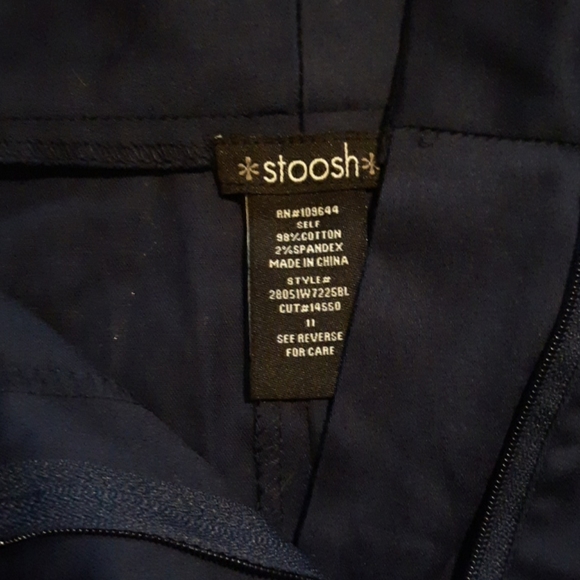 *stoosh*
RN#109644
SELF
98%COTTON
2%SPANDEX
MADE IN CHINA
STYLE#
28051W7225BL
CUT#14550
11
SEE REVERSE
FOR CARE